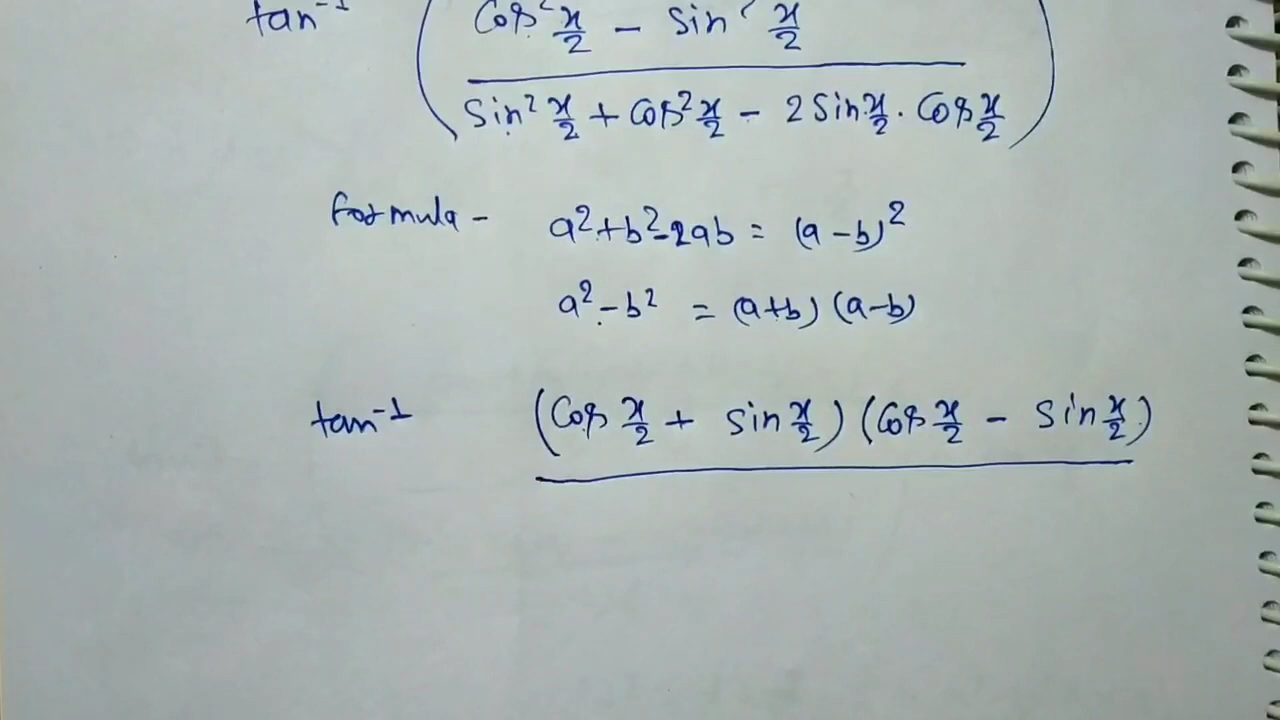 tan⁻¹ ( Cos² x/2 - Sin² x/2
Sin² x/2 + Cos² x/2 - 2 Sin x/2 . Cos x/2 )
formula - a² + b² - 2ab = (a - b)²
a² - b² = (a+b) (a-b)
tan⁻¹ (Cos x/2 + Sin x/2) (Cos x/2 - Sin x/2)